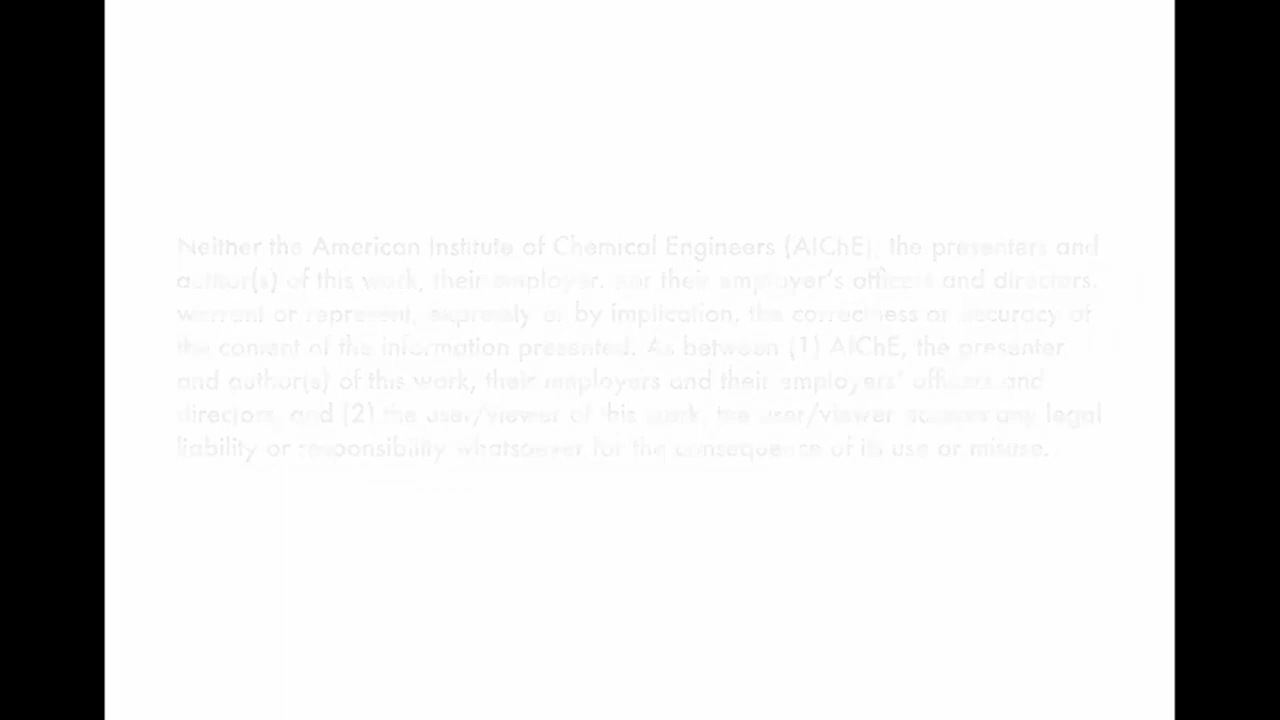 Neither the American Institute of Chemical Engineers (AIChE), the presenters and
author(s) of this work, their employer, nor their employer's officers and directors,
warrant or represent, expressly or by implication, the correctness or accuracy of
the content of the information presented. As between (1) AIChE, the presenter
and author(s) of this work, their employers and their employers' officers and
directors, and (2) the user/viewer of this work, the user/viewer accepts any legal
liability or responsibility whatsoever for the consequence of its use or misuse.